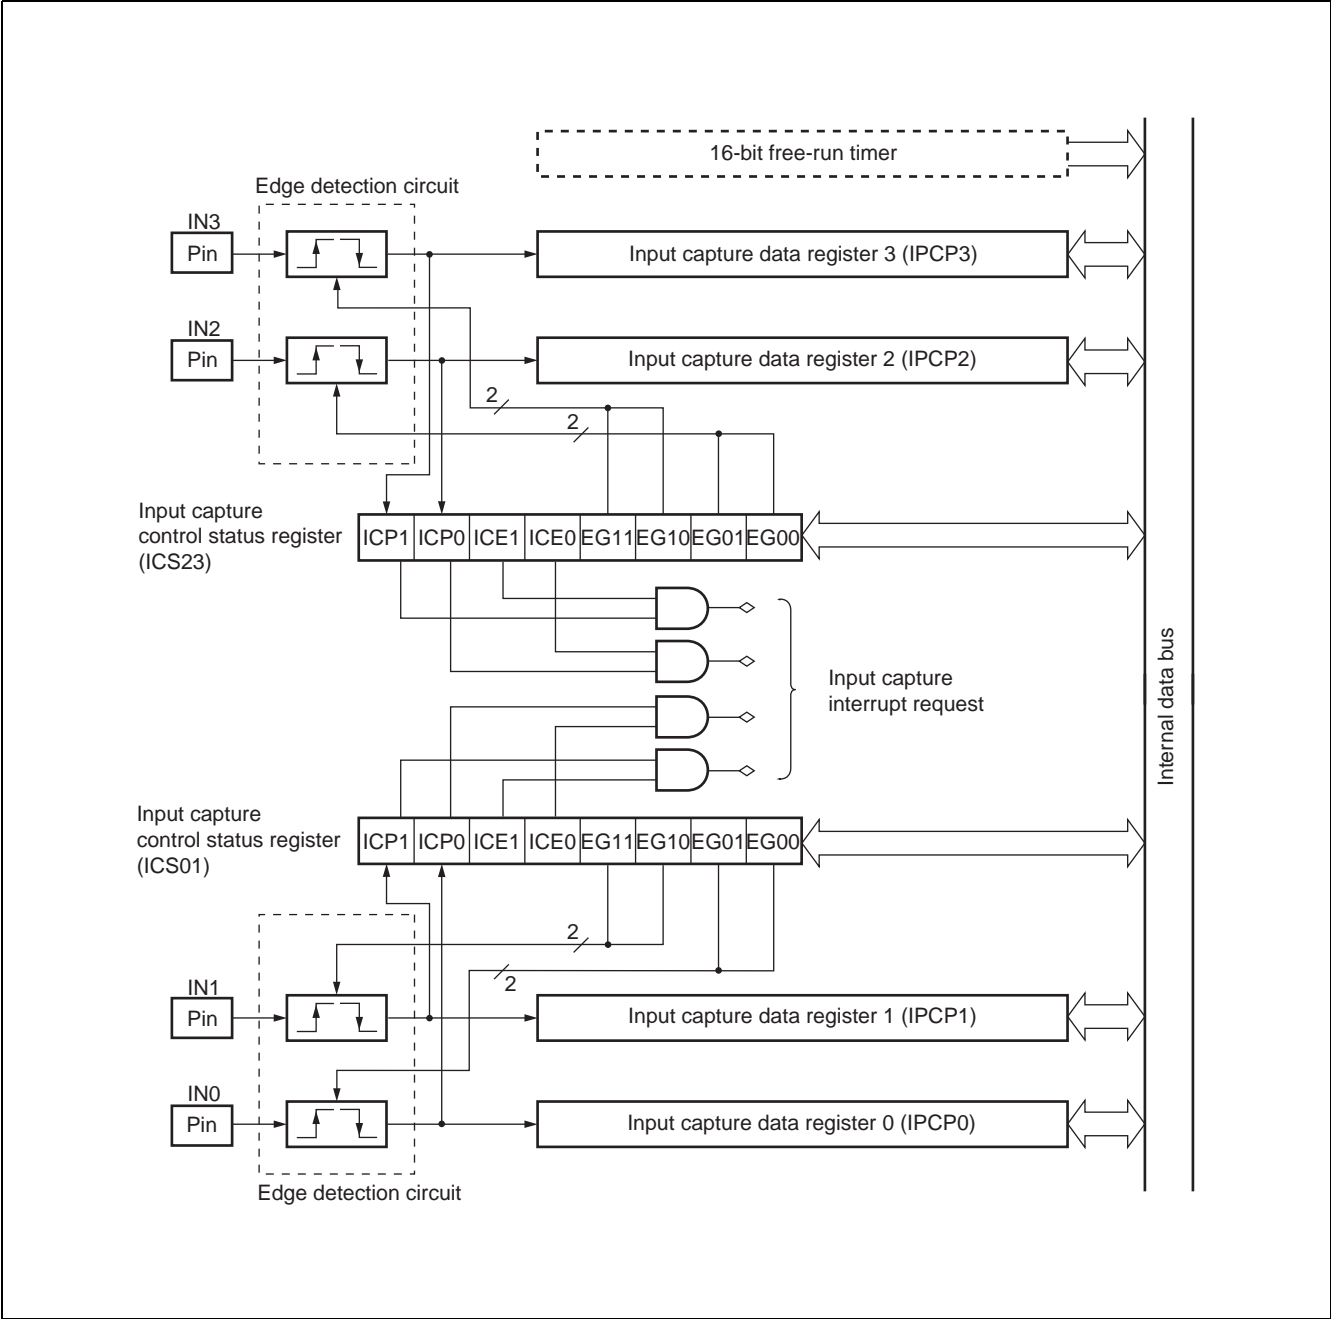 16-bit free-run timer
Edge detection circuit
IN3
Pin
Input capture data register 3 (IPCP3)
IN2
Pin
Input capture data register 2 (IPCP2)
2
2
Input capture
control status register
(ICS23)
ICP1 ICP0 ICE1 ICE0 EG11 EG10 EG01 EG00
Input capture
interrupt request
Internal data bus
Input capture
control status register
(ICS01)
ICP1 ICP0 ICE1 ICE0 EG11 EG10 EG01 EG00
2
2
IN1
Pin
Input capture data register 1 (IPCP1)
IN0
Pin
Input capture data register 0 (IPCP0)
Edge detection circuit